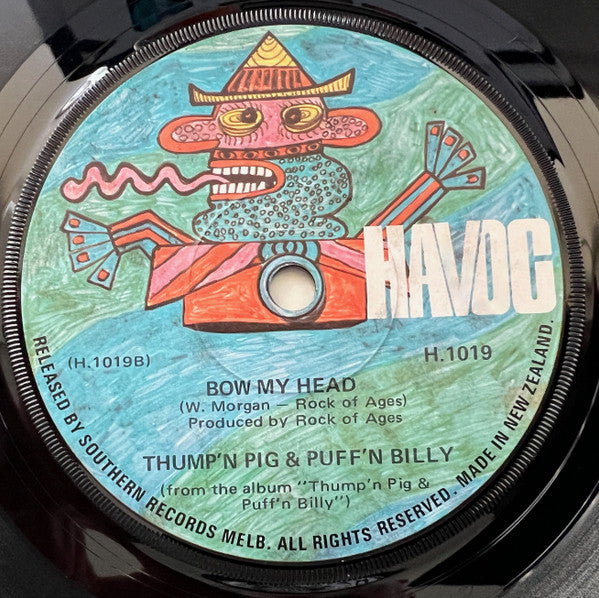 HAVOC
(H.1019B)
H.1019
BOW MY HEAD
(W. Morgan — Rock of Ages)
Produced by Rock of Ages
THUMP'N PIG & PUFF'N BILLY
(from the album "Thump'n Pig &
Puff'n Billy")
RELEASED BY SOUTHERN RECORDS MELB. ALL RIGHTS RESERVED. MADE IN NEW ZEALAND.